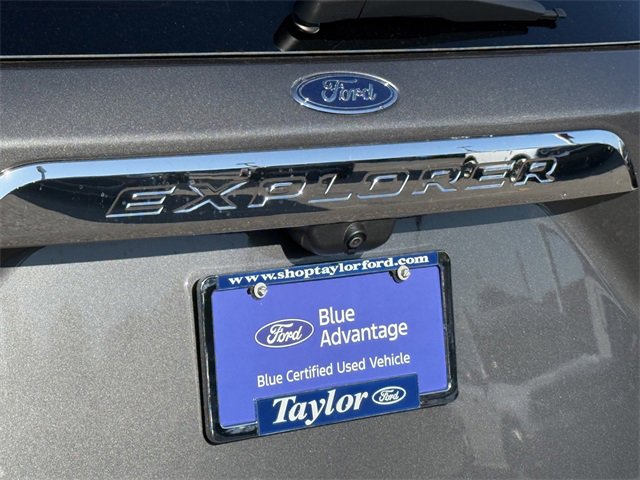 Ford
EXPLORER
www.shoptaylorford.com
Ford
Blue
Advantage
Blue Certified Used Vehicle
Taylor Ford